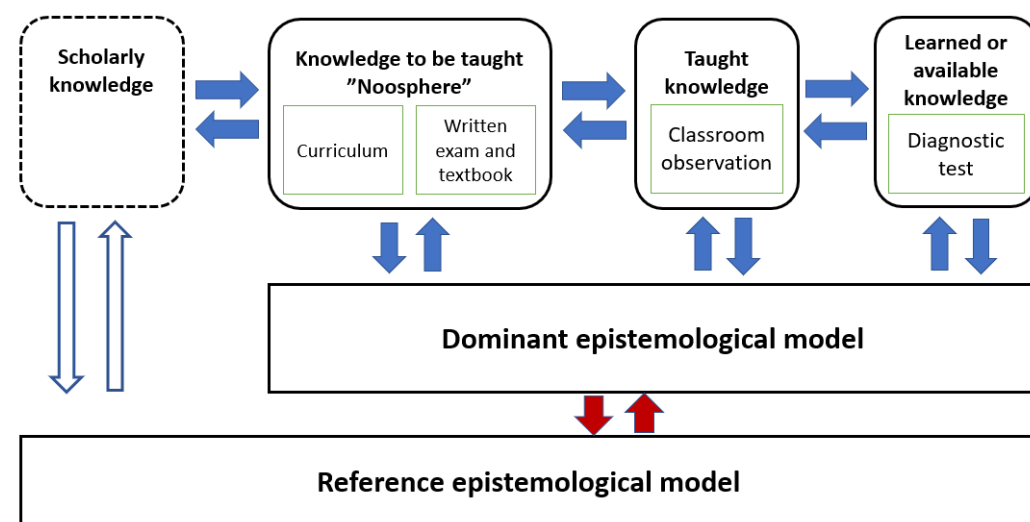 Scholarly
knowledge
Knowledge to be taught
”Noosphere”
Curriculum
Written
exam and
textbook
Taught
knowledge
Classroom
observation
Learned or
available
knowledge
Diagnostic
test
Dominant epistemological model
Reference epistemological model